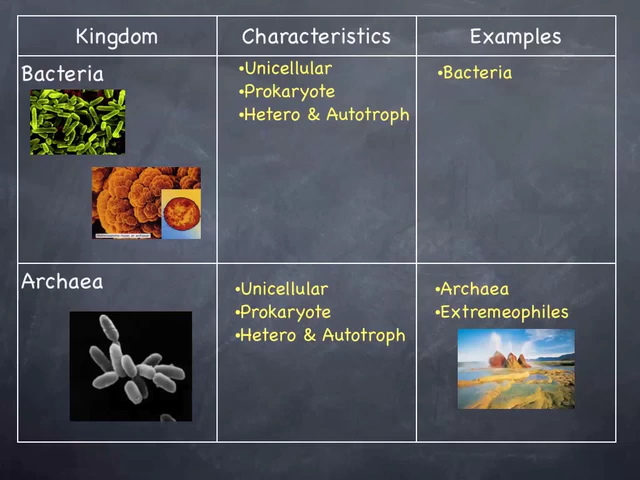 Kingdom
Characteristics
Examples
Bacteria
•Unicellular
•Prokaryote
•Hetero & Autotroph
•Bacteria
Archaea
•Unicellular
•Prokaryote
•Hetero & Autotroph
•Archaea
•Extremeophiles